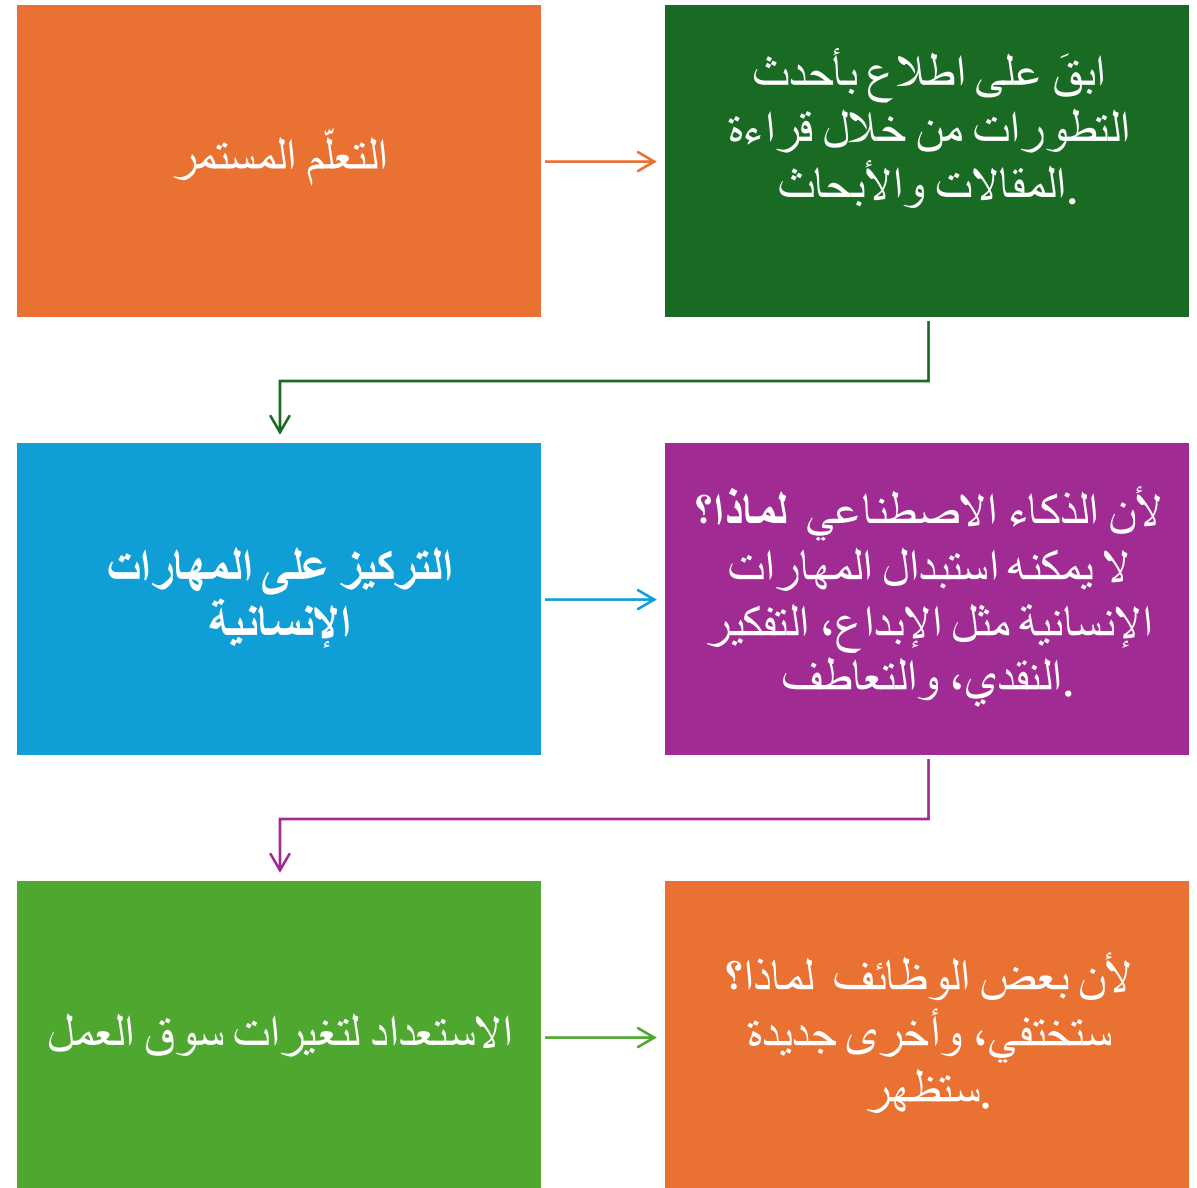 التعلّم المستمر
ابقَ على اطلاع بأحدث
التطورات من خلال قراءة
المقالات والأبحاث.
التركيز على المهارات
الإنسانية
لماذا؟ لأن الذكاء الاصطناعي
لا يمكنه استبدال المهارات
الإنسانية مثل الإبداع، التفكير
النقدي، والتعاطف.
الاستعداد لتغيرات سوق العمل
لماذا؟ لأن بعض الوظائف
ستختفي، وأخرى جديدة
ستظهر.